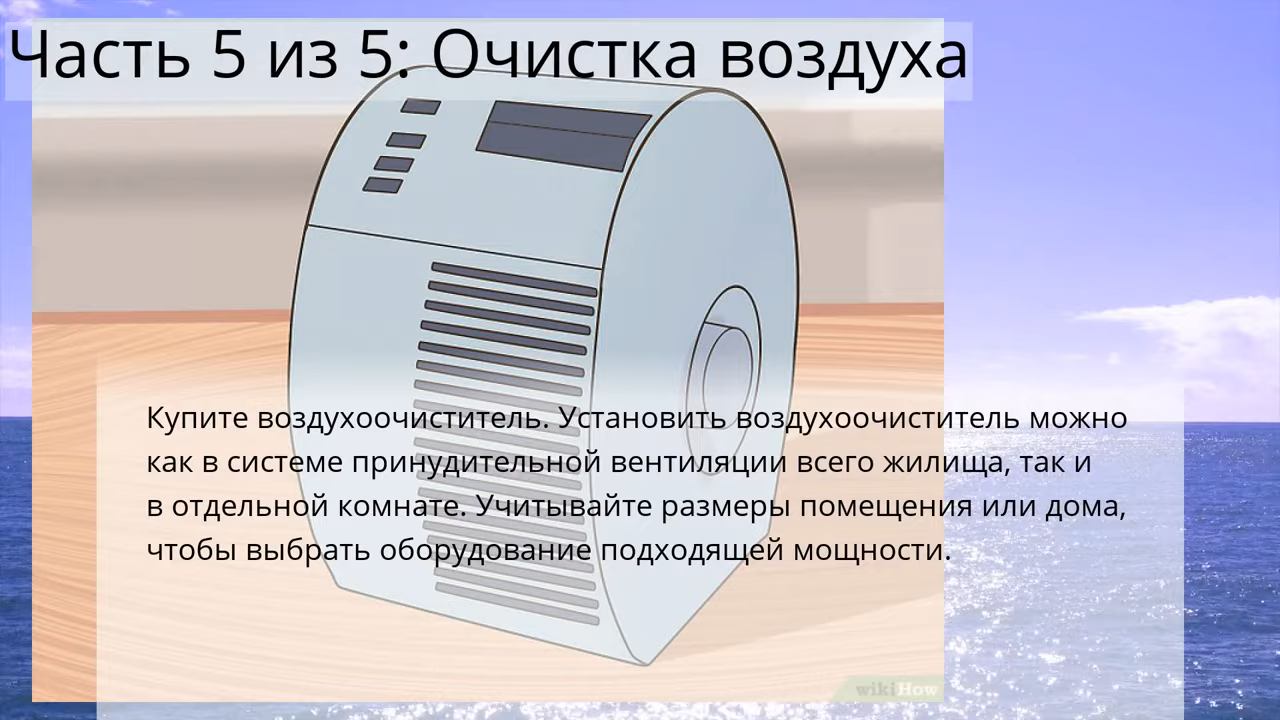 Часть 5 из 5: Очистка воздуха
Купите воздухоочиститель. Установить воздухоочиститель можно
как в системе принудительной вентиляции всего жилища, так и
в отдельной комнате. Учитывайте размеры помещения или дома,
чтобы выбрать оборудование подходящей мощности.
wikiHow